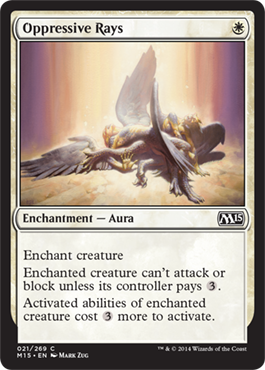 Oppressive Rays
Enchantment — Aura
M15
Enchant creature
Enchanted creature can't attack or
block unless its controller pays 3.
Activated abilities of enchanted
creature cost 3 more to activate.
021/269 C
M15 • EN Mark Zug
™ & © 2014 Wizards of the Coast